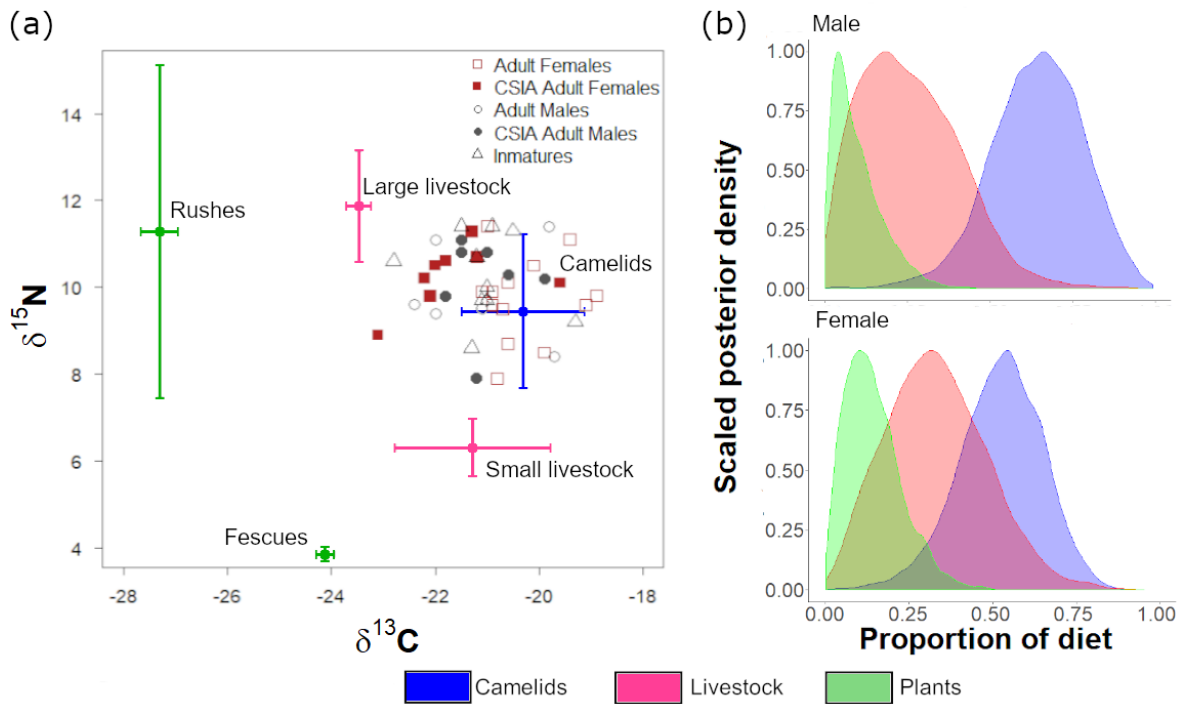 (a)
Adult Females
CSIA Adult Females
Adult Males
CSIA Adult Males
Inmatures
Rushes
Large livestock
Camelids
Small livestock
Fescues
δ15N
14
12
10
8
6
4
-28
-26
-24
-22
-20
-18
δ13C
(b)
Male
1.00
0.75
0.50
0.25
0.00
Female
1.00
0.75
0.50
0.25
0.00
Scaled posterior density
0.00
0.25
0.50
0.75
1.00
Proportion of diet
Camelids
Livestock
Plants